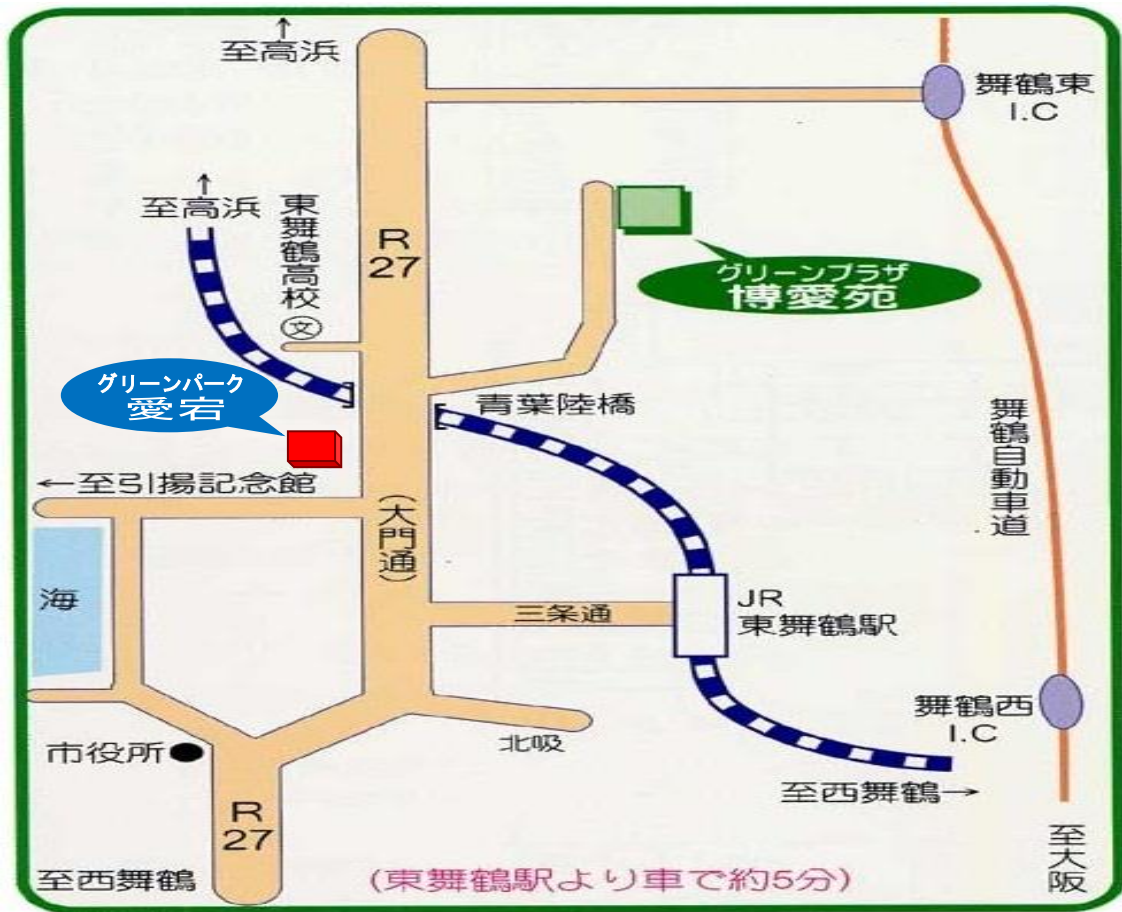 ↑
至高浜
舞鶴東
I.C
↑
至高浜
東舞鶴高校
文
R
27
グリーンプラザ
博愛苑
グリーンパーク
愛宕
青葉陸橋
舞鶴自動車道
←至引揚記念館
(大門通)
海
三条通
JR
東舞鶴駅
舞鶴西
I.C
北吸
市役所
至西舞鶴→
R
27
至大阪
至西舞鶴
(東舞鶴駅より車で約5分)